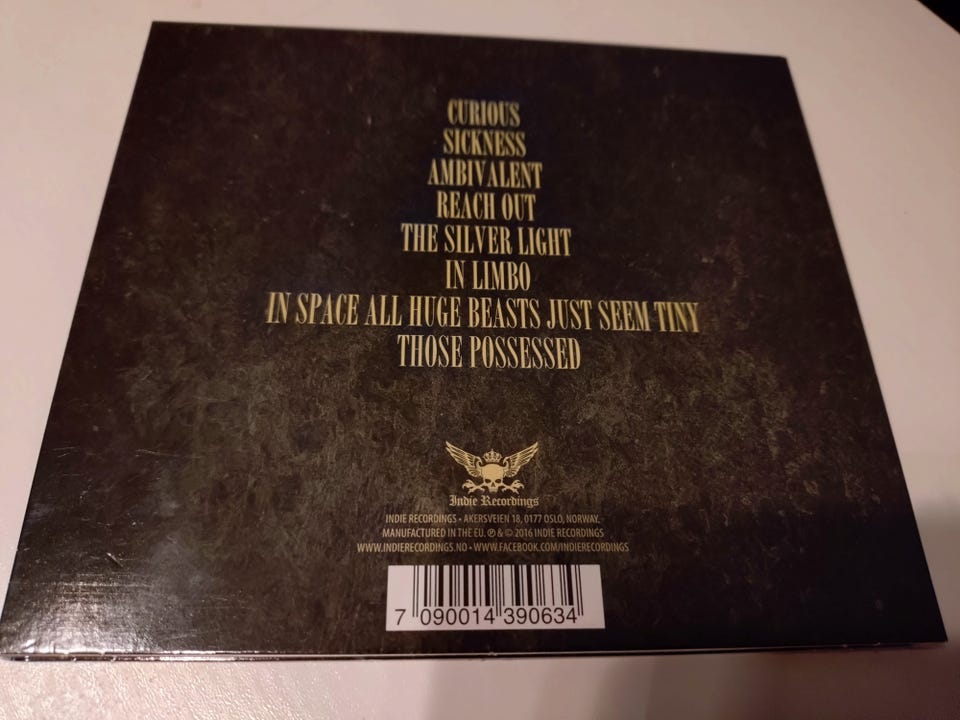 CURIOUS
SICKNESS
AMBIVALENT
REACH OUT
THE SILVER LIGHT
IN LIMBO
IN SPACE ALL HUGE BEASTS JUST SEEM TINY
THOSE POSSESSED
Indie Recordings
INDIE RECORDINGS • AKERSVEIEN 18, 0177 OSLO, NORWAY.
MANUFACTURED IN THE EU. ℗ & © 2016 INDIE RECORDINGS
WWW.INDIERECORDINGS.NO • WWW.FACEBOOK.COM/INDIERECORDINGS
7 090014 390634